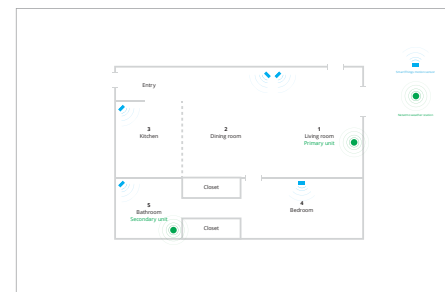 Entry
3
Kitchen
2
Dining room
1
Living room
Primary unit
Closet
5
Bathroom
Secondary unit
4
Bedroom
Closet